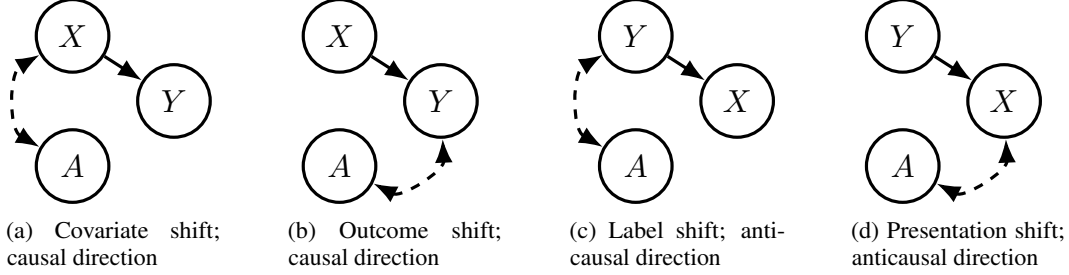 X
Y
A
(a) Covariate shift;
causal direction
X
Y
A
(b) Outcome shift;
causal direction
Y
X
A
(c) Label shift; anti-
causal direction
Y
X
A
(d) Presentation shift;
anticausal direction